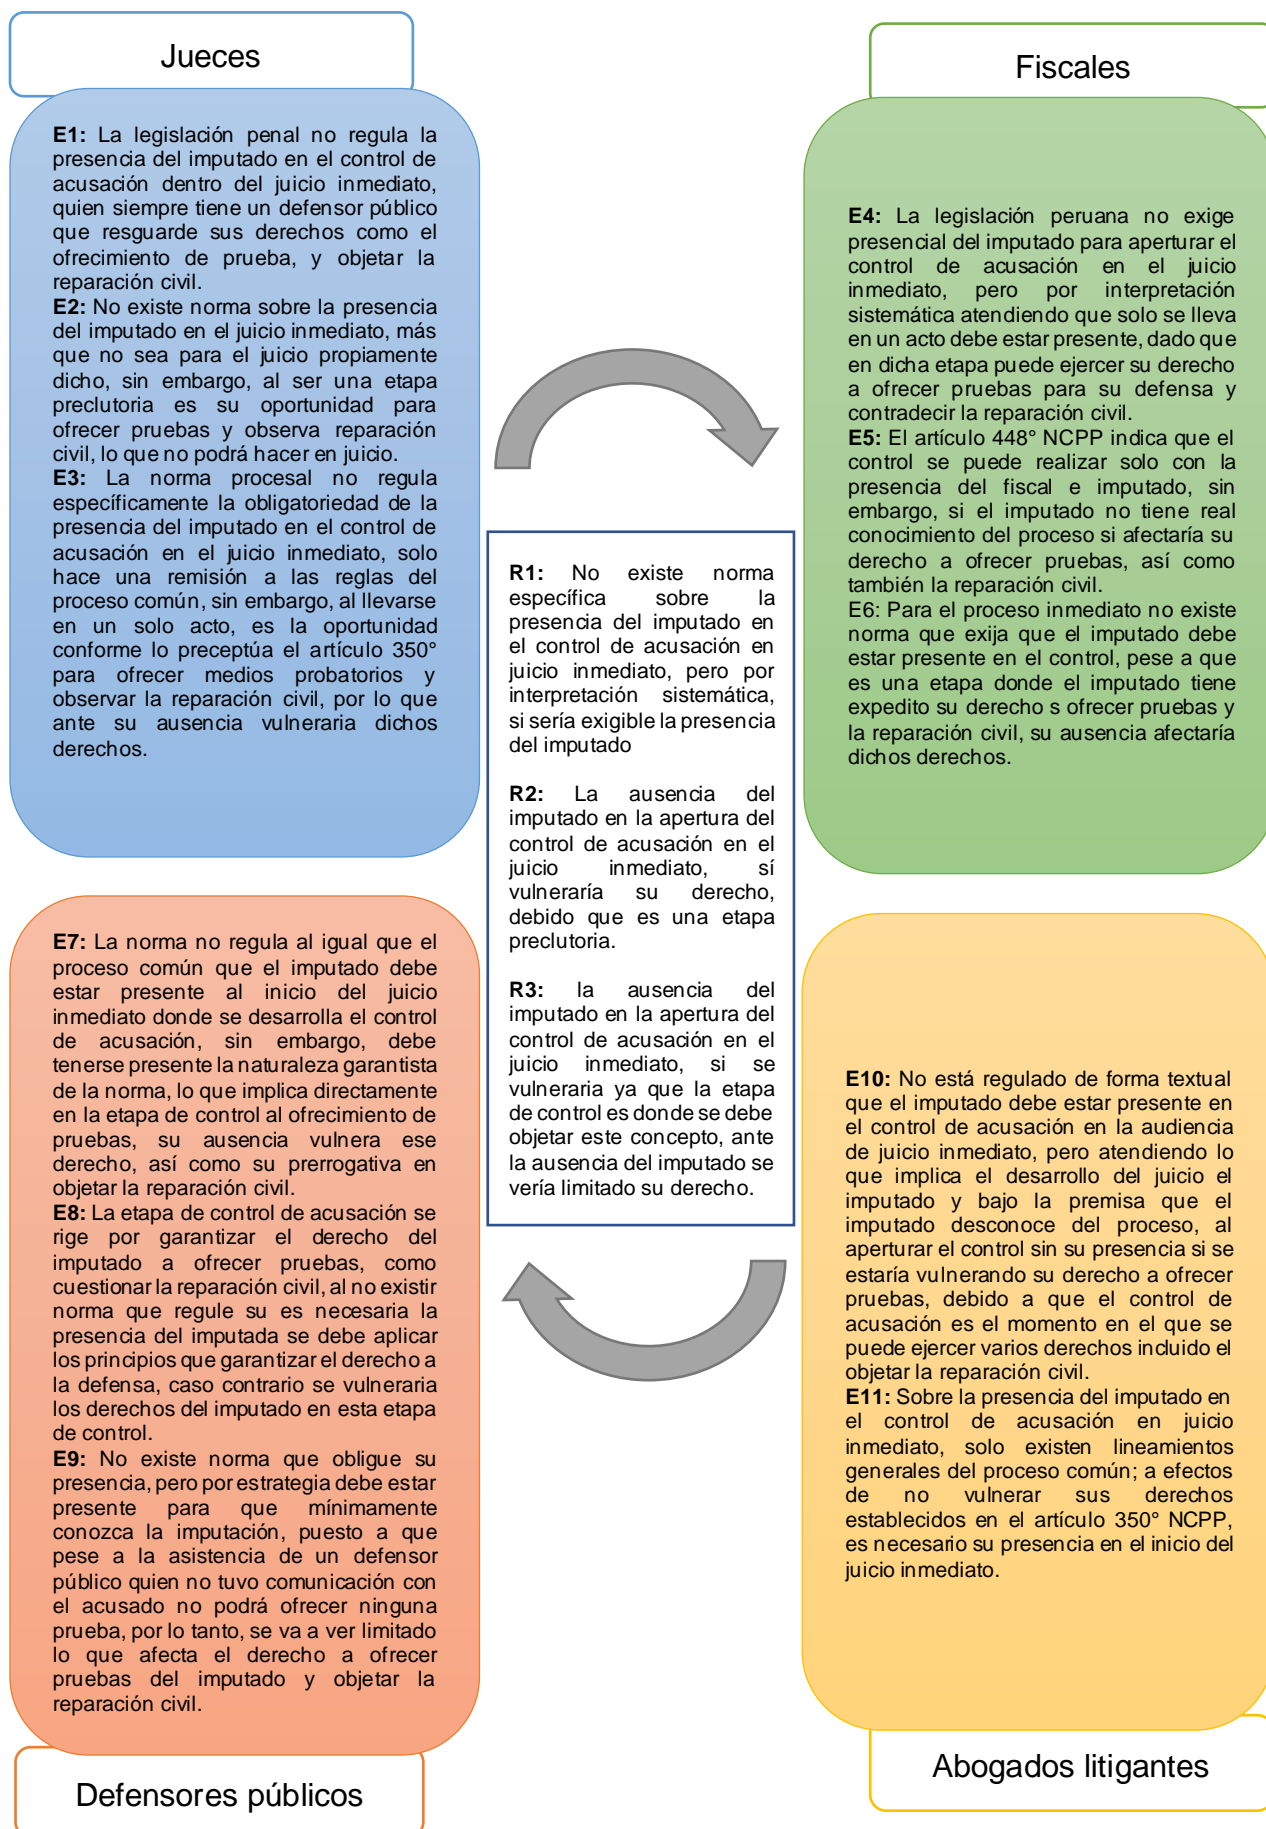 Jueces
E1: La legislación penal no regula la
presencia del imputado en el control de
acusación dentro del juicio inmediato,
quien siempre tiene un defensor público
que resguarde sus derechos como el
ofrecimiento de prueba, y objetar la
reparación civil.
E2: No existe norma sobre la presencia
del imputado en el juicio inmediato, más
que no sea para el juicio propiamente
dicho, sin embargo, al ser una etapa
preclutoria es su oportunidad para
ofrecer pruebas y observa reparación
civil, lo que no podrá hacer en juicio.
E3: La norma procesal no regula
específicamente la obligatoriedad de la
presencia del imputado en el control de
acusación en el juicio inmediato, solo
hace una remisión a las reglas del
proceso común, sin embargo, al llevarse
en un solo acto, es la oportunidad
conforme lo preceptúa el artículo 350°
para ofrecer medios probatorios y
observar la reparación civil, por lo que
ante su ausencia vulneraria dichos
derechos.
Fiscales
E4: La legislación peruana no exige
presencial del imputado para aperturar el
control de acusación en el juicio
inmediato, pero por interpretación
sistemática atendiendo que solo se lleva
en un acto debe estar presente, dado que
en dicha etapa puede ejercer su derecho
a ofrecer pruebas para su defensa y
contradecir la reparación civil.
E5: El artículo 448° NCPP indica que el
control se puede realizar solo con la
presencia del fiscal e imputado, sin
embargo, si el imputado no tiene real
conocimiento del proceso si afectaría su
derecho a ofrecer pruebas, así como
también la reparación civil.
E6: Para el proceso inmediato no existe
norma que exija que el imputado debe
estar presente en el control, pese a que
es una etapa donde el imputado tiene
expedito su derecho s ofrecer pruebas y
la reparación civil, su ausencia afectaría
dichos derechos.
R1: No existe norma
específica sobre la
presencia del imputado en
el control de acusación en
juicio inmediato, pero por
interpretación sistemática,
si sería exigible la presencia
del imputado
R2: La ausencia del
imputado en la apertura del
control de acusación en el
juicio inmediato, sí
vulneraría su derecho,
debido que es una etapa
preclutoria.
R3: la ausencia del
imputado en la apertura del
control de acusación en el
juicio inmediato, si se
vulneraria ya que la etapa
de control es donde se debe
objetar este concepto, ante
la ausencia del imputado se
vería limitado su derecho.
E7: La norma no regula al igual que el
proceso común que el imputado debe
estar presente al inicio del juicio
inmediato donde se desarrolla el control
de acusación, sin embargo, debe
tenerse presente la naturaleza garantista
de la norma, lo que implica directamente
en la etapa de control al ofrecimiento de
pruebas, su ausencia vulnera ese
derecho, así como su prerrogativa en
objetar la reparación civil.
E8: La etapa de control de acusación se
rige por garantizar el derecho del
imputado a ofrecer pruebas, como
cuestionar la reparación civil, al no existir
norma que regule su es necesaria la
presencia del imputada se debe aplicar
los principios que garantizar el derecho a
la defensa, caso contrario se vulneraria
los derechos del imputado en esta etapa
de control.
E9: No existe norma que obligue su
presencia, pero por estrategia debe estar
presente para que mínimamente
conozca la imputación, puesto a que
pese a la asistencia de un defensor
público quien no tuvo comunicación con
el acusado no podrá ofrecer ninguna
prueba, por lo tanto, se va a ver limitado
lo que afecta el derecho a ofrecer
pruebas del imputado y objetar la
reparación civil.
Defensores públicos
E10: No está regulado de forma textual
que el imputado debe estar presente en
el control de acusación en la audiencia
de juicio inmediato, pero atendiendo lo
que implica el desarrollo del juicio el
imputado y bajo la premisa que el
imputado desconoce del proceso, al
aperturar el control sin su presencia si se
estaría vulnerando su derecho a ofrecer
pruebas, debido a que el control de
acusación es el momento en el que se
puede ejercer varios derechos incluido el
objetar la reparación civil.
E11: Sobre la presencia del imputado en
el control de acusación en juicio
inmediato, solo existen lineamientos
generales del proceso común; a efectos
de no vulnerar sus derechos
establecidos en el artículo 350° NCPP,
es necesario su presencia en el inicio del
juicio inmediato.
Abogados litigantes